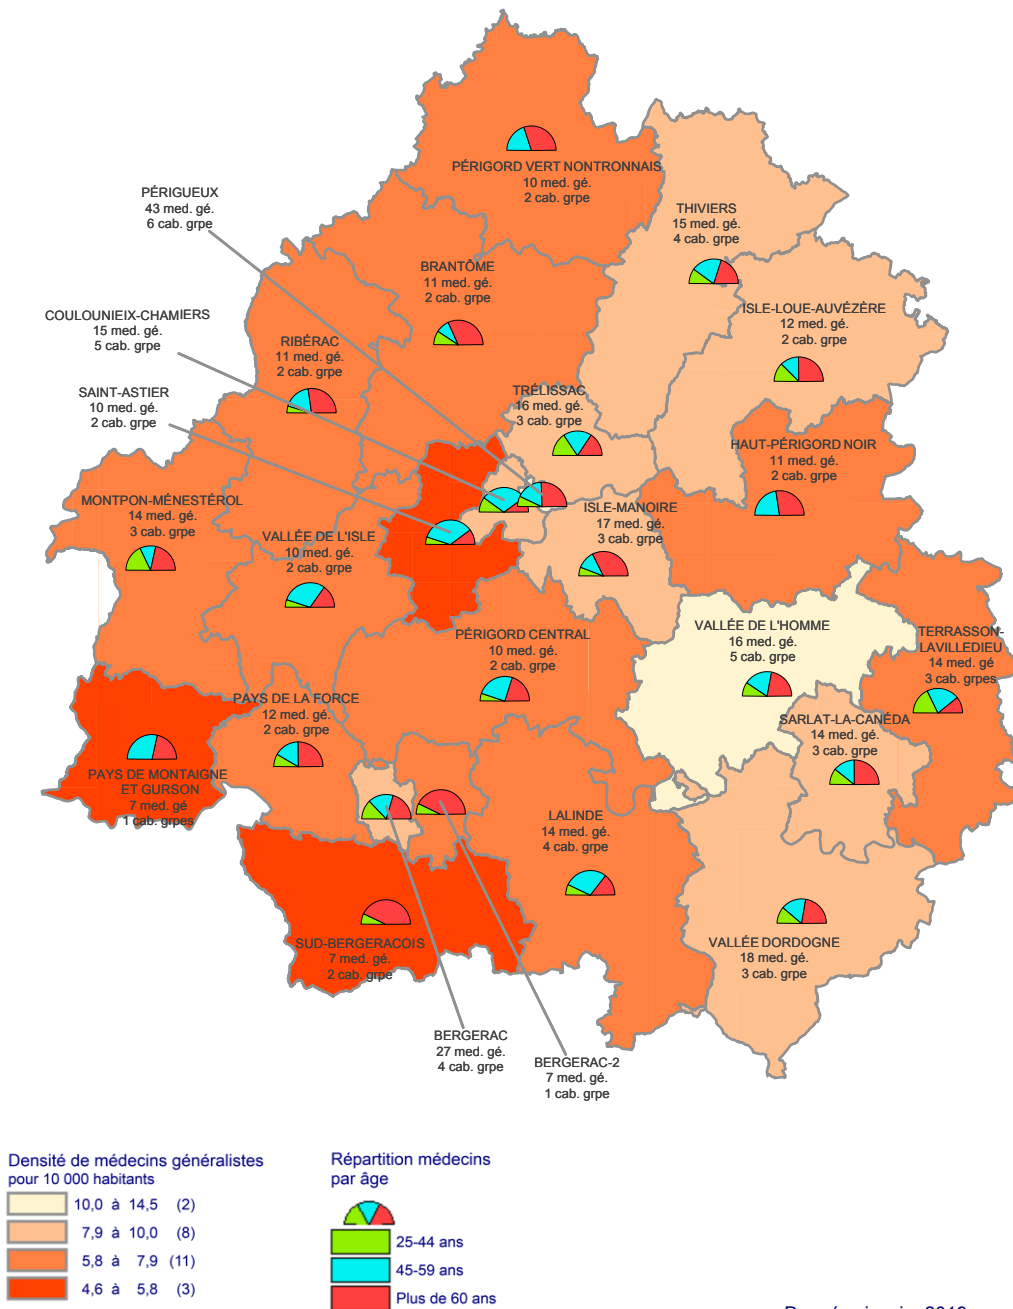 PÉRIGORD VERT NONTRONNAIS
10 med. gé.
2 cab. grpe
PÉRIGUEUX
43 med. gé.
6 cab. grpe
THIVIERS
15 med. gé.
4 cab. grpe
BRANTÔME
11 med. gé.
2 cab. grpe
COULOUNIEIX-CHAMIERS
15 med. gé.
5 cab. grpe
ISLE-LOUE-AUVÉZÈRE
12 med. gé.
2 cab. grpe
RIBÉRAC
11 med. gé.
2 cab. grpe
SAINT-ASTIER
10 med. gé.
2 cab. grpe
TRÉLISSAC
16 med. gé.
3 cab. grpe
HAUT-PÉRIGORD NOIR
11 med. gé.
2 cab. grpe
MONTPON-MÉNESTÉROL
14 med. gé.
3 cab. grpe
ISLE-MANOIRE
17 med. gé.
3 cab. grpe
VALLÉE DE L'ISLE
10 med. gé.
2 cab. grpe
PÉRIGORD CENTRAL
10 med. gé.
2 cab. grpe
VALLÉE DE L'HOMME
16 med. gé.
5 cab. grpe
TERRASSON-
LAVILLEDIEU
14 med. gé
3 cab. grpes
PAYS DE LA FORCE
12 med. gé.
2 cab. grpe
SARLAT-LA-CANÉDA
14 med. gé.
3 cab. grpe
PAYS DE MONTAIGNE
ET GURSON
7 med. gé
1 cab. grpes
LALINDE
14 med. gé.
4 cab. grpe
SUD-BERGERACOIS
7 med. gé.
2 cab. grpe
VALLÉE DORDOGNE
18 med. gé.
3 cab. grpe
BERGERAC
27 med. gé.
4 cab. grpe
BERGERAC-2
7 med. gé.
1 cab. grpe
Densité de médecins généralistes
pour 10 000 habitants
10,0 à 14,5 (2)
7,9 à 10,0 (8)
5,8 à 7,9 (11)
4,6 à 5,8 (3)
Répartition médecins
par âge
25-44 ans
45-59 ans
Plus de 60 ans